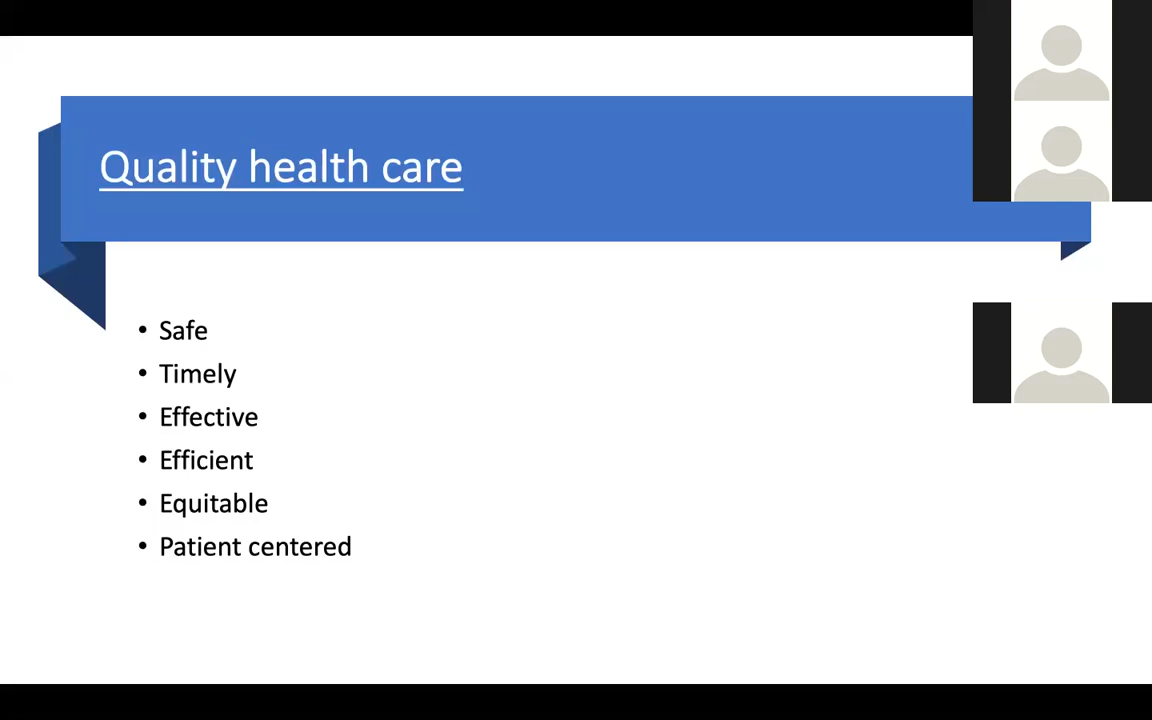 Quality health care
• Safe
• Timely
• Effective
• Efficient
• Equitable
• Patient centered